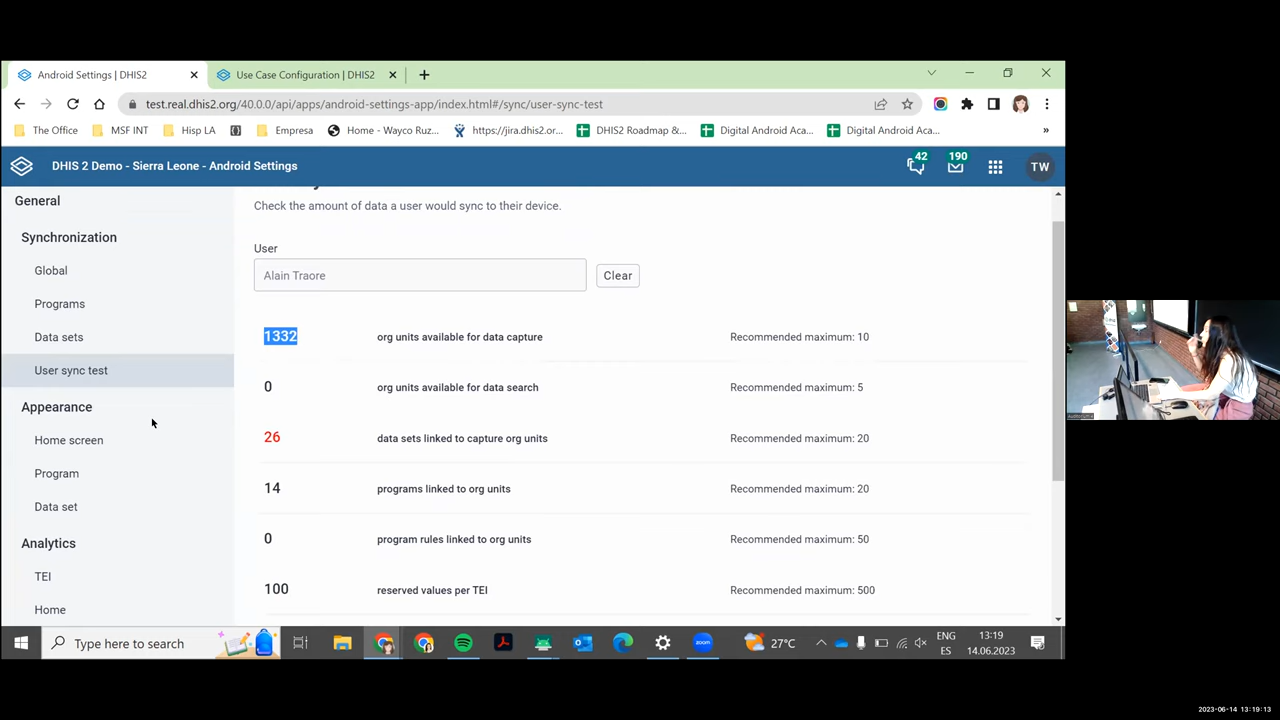 Android Settings | DHIS2
Use Case Configuration | DHIS2
test.real.dhis2.org/40.0.0/api/apps/android-settings-app/index.html#/sync/user-sync-test
The Office
MSF INT
Hisp LA
Empresa
Home - Wayco Ruz...
https://jira.dhis2.or...
DHIS2 Roadmap &...
Digital Android Aca...
Digital Android Aca...
»
DHIS 2 Demo - Sierra Leone - Android Settings
42
190
TW
General
Synchronization
Global
Programs
Data sets
User sync test
Appearance
Home screen
Program
Data set
Analytics
TEI
Home
Check the amount of data a user would sync to their device.
User
Alain Traore
Clear
1332 org units available for data capture Recommended maximum: 10
0 org units available for data search Recommended maximum: 5
26 data sets linked to capture org units Recommended maximum: 20
14 programs linked to org units Recommended maximum: 20
0 program rules linked to org units Recommended maximum: 50
100 reserved values per TEI Recommended maximum: 500
Type here to search
27°C
ENG
ES
13:19
14.06.2023
2023-06-14 13:19:13